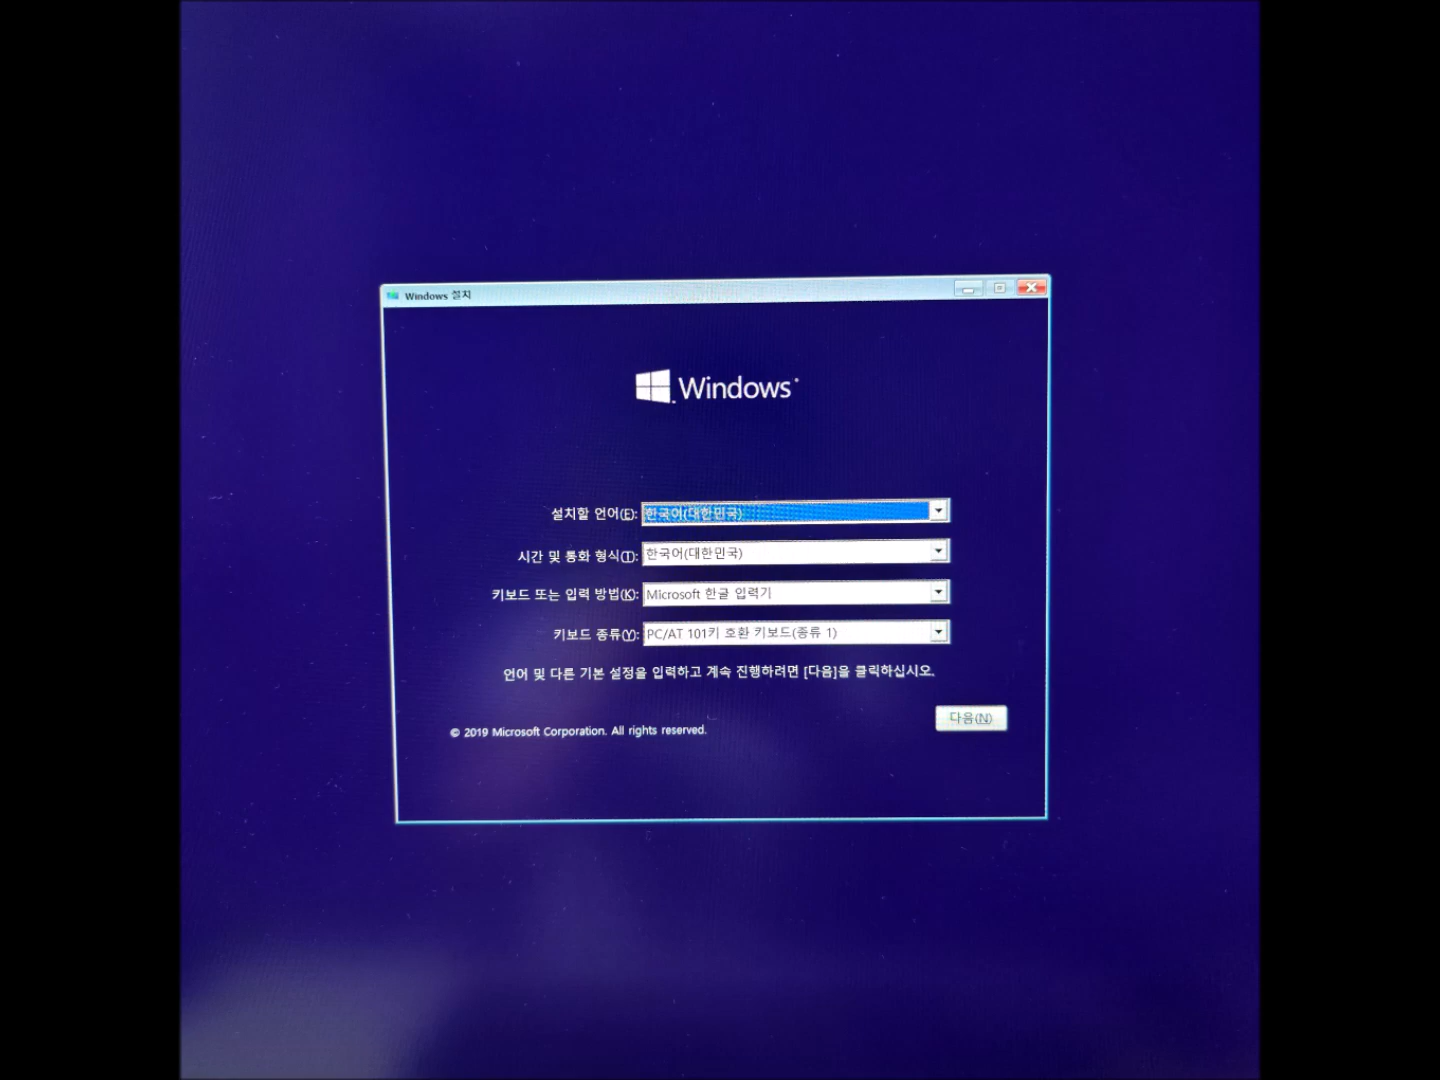 Windows 설치
Windows
설치할 언어(E): 한국어(대한민국)
시간 및 통화 형식(T): 한국어(대한민국)
키보드 또는 입력 방법(K): Microsoft 한글 입력기
키보드 종류(Y): PC/AT 101키 호환 키보드(종류 1)
언어 및 다른 기본 설정을 입력하고 계속 진행하려면 [다음]을 클릭하십시오.
다음(N)
© 2019 Microsoft Corporation. All rights reserved.